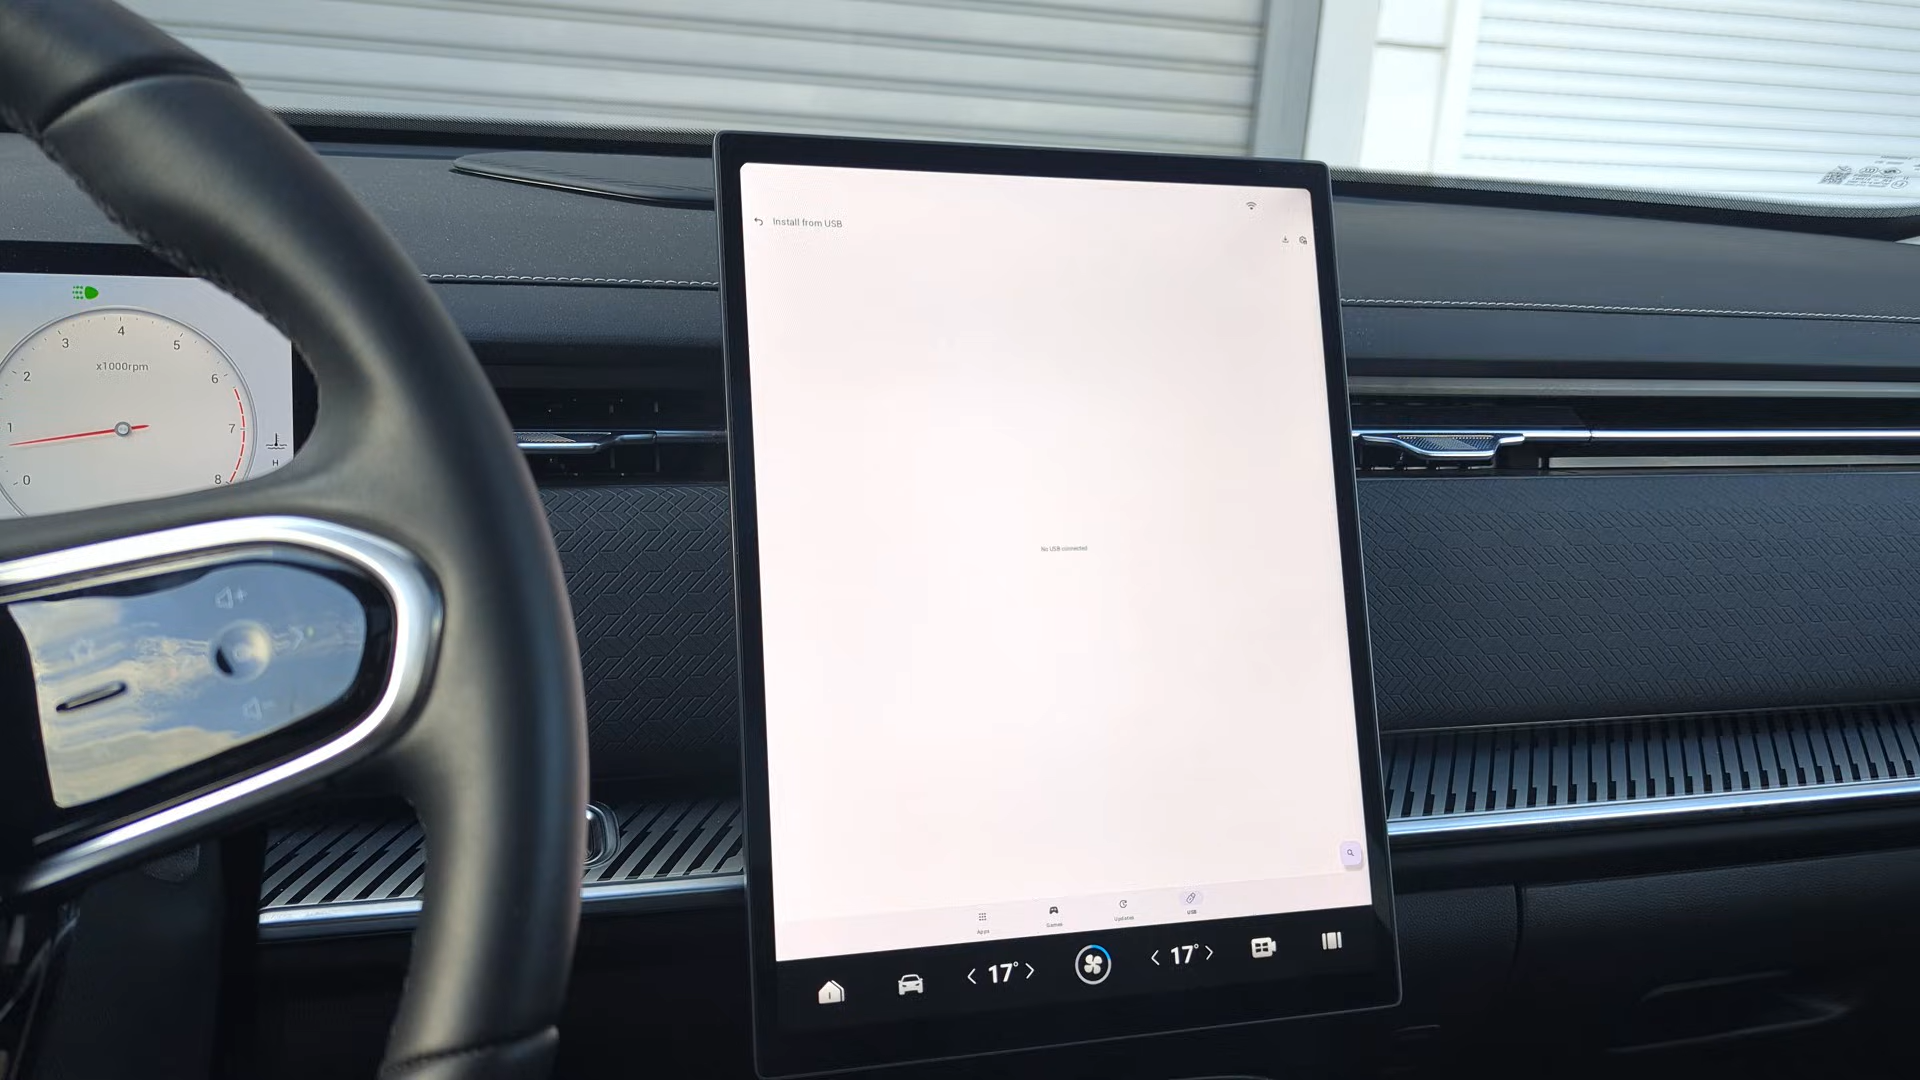 Install from USB
No USB connected
Apps
Games
Updates
USB
17°
17°
x1000rpm
0
1
2
3
4
5
6
7
8
H